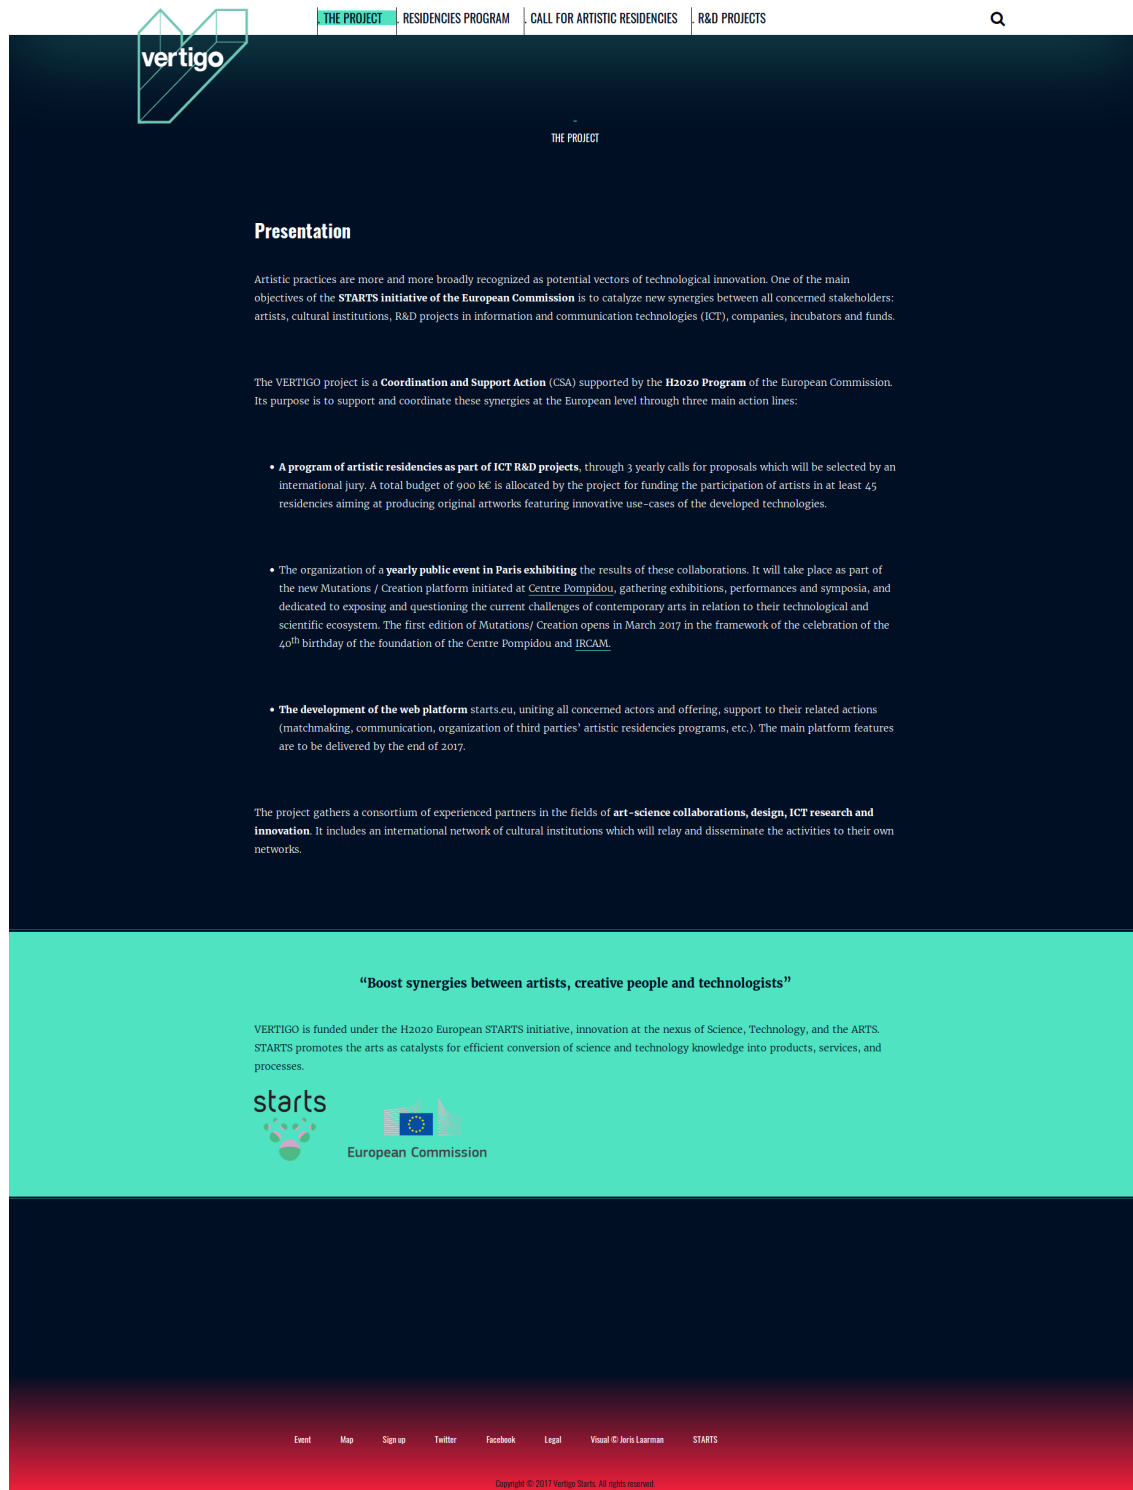 . THE PROJECT
. RESIDENCIES PROGRAM
. CALL FOR ARTISTIC RESIDENCIES
. R&D PROJECTS
vertigo
–
THE PROJECT
Presentation
Artistic practices are more and more broadly recognized as potential vectors of technological innovation. One of the main
objectives of the STARTS initiative of the European Commission is to catalyze new synergies between all concerned stakeholders:
artists, cultural institutions, R&D projects in information and communication technologies (ICT), companies, incubators and funds.
The VERTIGO project is a Coordination and Support Action (CSA) supported by the H2020 Program of the European Commission.
Its purpose is to support and coordinate these synergies at the European level through three main action lines:
• A program of artistic residencies as part of ICT R&D projects, through 3 yearly calls for proposals which will be selected by an
international jury. A total budget of 900 k€ is allocated by the project for funding the participation of artists in at least 45
residencies aiming at producing original artworks featuring innovative use-cases of the developed technologies.
• The organization of a yearly public event in Paris exhibiting the results of these collaborations. It will take place as part of
the new Mutations / Creation platform initiated at Centre Pompidou, gathering exhibitions, performances and symposia, and
dedicated to exposing and questioning the current challenges of contemporary arts in relation to their technological and
scientific ecosystem. The first edition of Mutations/ Creation opens in March 2017 in the framework of the celebration of the
40th birthday of the foundation of the Centre Pompidou and IRCAM.
• The development of the web platform starts.eu, uniting all concerned actors and offering, support to their related actions
(matchmaking, communication, organization of third parties’ artistic residencies programs, etc.). The main platform features
are to be delivered by the end of 2017.
The project gathers a consortium of experienced partners in the fields of art-science collaborations, design, ICT research and
innovation. It includes an international network of cultural institutions which will relay and disseminate the activities to their own
networks.
“Boost synergies between artists, creative people and technologists”
VERTIGO is funded under the H2020 European STARTS initiative, innovation at the nexus of Science, Technology, and the ARTS.
STARTS promotes the arts as catalysts for efficient conversion of science and technology knowledge into products, services, and
processes.
starts
European Commission
Event
Map
Sign up
Twitter
Facebook
Legal
Visual © Joris Laarman
STARTS
Copyright © 2017 Vertigo Starts. All rights reserved.